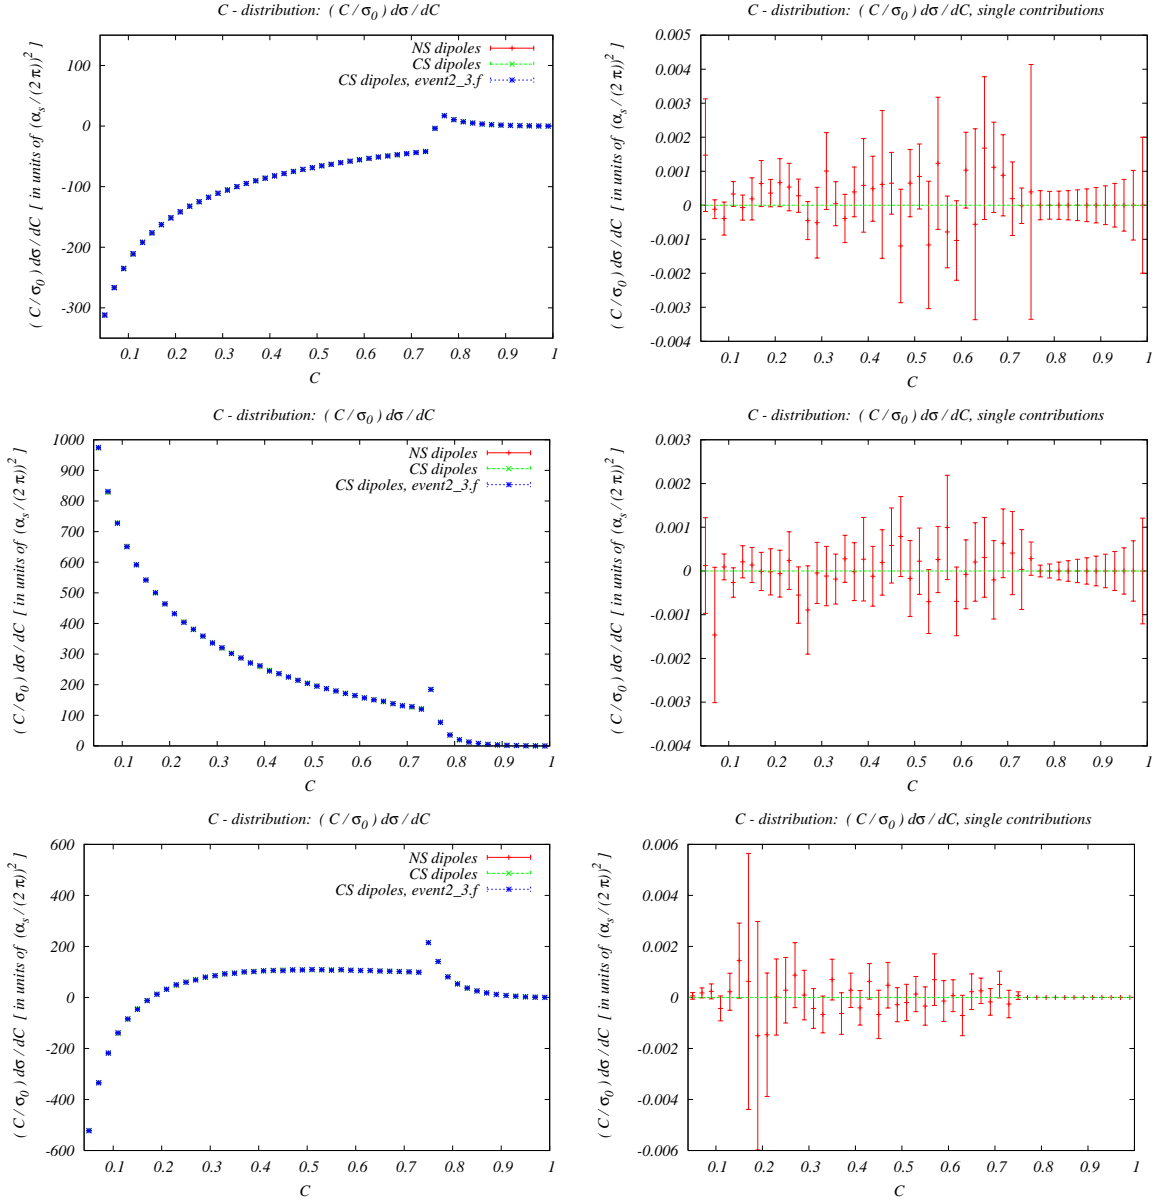 C - distribution: ( C / σ0 ) dσ / dC
( C / σ0 ) dσ / dC [ in units of (αs / (2 π))2 ]
NS dipoles
CS dipoles
CS dipoles, event2_3.f
100
0
-100
-200
-300
0.1 0.2 0.3 0.4 0.5 0.6 0.7 0.8 0.9 1
C
C - distribution: ( C / σ0 ) dσ / dC, single contributions
( C / σ0 ) dσ / dC [ in units of (αs / (2 π))2 ]
0.005
0.004
0.003
0.002
0.001
0
-0.001
-0.002
-0.003
-0.004
0.1 0.2 0.3 0.4 0.5 0.6 0.7 0.8 0.9 1
C
C - distribution: ( C / σ0 ) dσ / dC
( C / σ0 ) dσ / dC [ in units of (αs / (2 π))2 ]
NS dipoles
CS dipoles
CS dipoles, event2_3.f
1000
900
800
700
600
500
400
300
200
100
0
0.1 0.2 0.3 0.4 0.5 0.6 0.7 0.8 0.9 1
C
C - distribution: ( C / σ0 ) dσ / dC, single contributions
( C / σ0 ) dσ / dC [ in units of (αs / (2 π))2 ]
0.003
0.002
0.001
0
-0.001
-0.002
-0.003
-0.004
0.1 0.2 0.3 0.4 0.5 0.6 0.7 0.8 0.9 1
C
C - distribution: ( C / σ0 ) dσ / dC
( C / σ0 ) dσ / dC [ in units of (αs / (2 π))2 ]
NS dipoles
CS dipoles
CS dipoles, event2_3.f
600
400
200
0
-200
-400
-600
0.1 0.2 0.3 0.4 0.5 0.6 0.7 0.8 0.9 1
C
C - distribution: ( C / σ0 ) dσ / dC, single contributions
( C / σ0 ) dσ / dC [ in units of (αs / (2 π))2 ]
0.006
0.004
0.002
0
-0.002
-0.004
-0.006
0.1 0.2 0.3 0.4 0.5 0.6 0.7 0.8 0.9 1
C